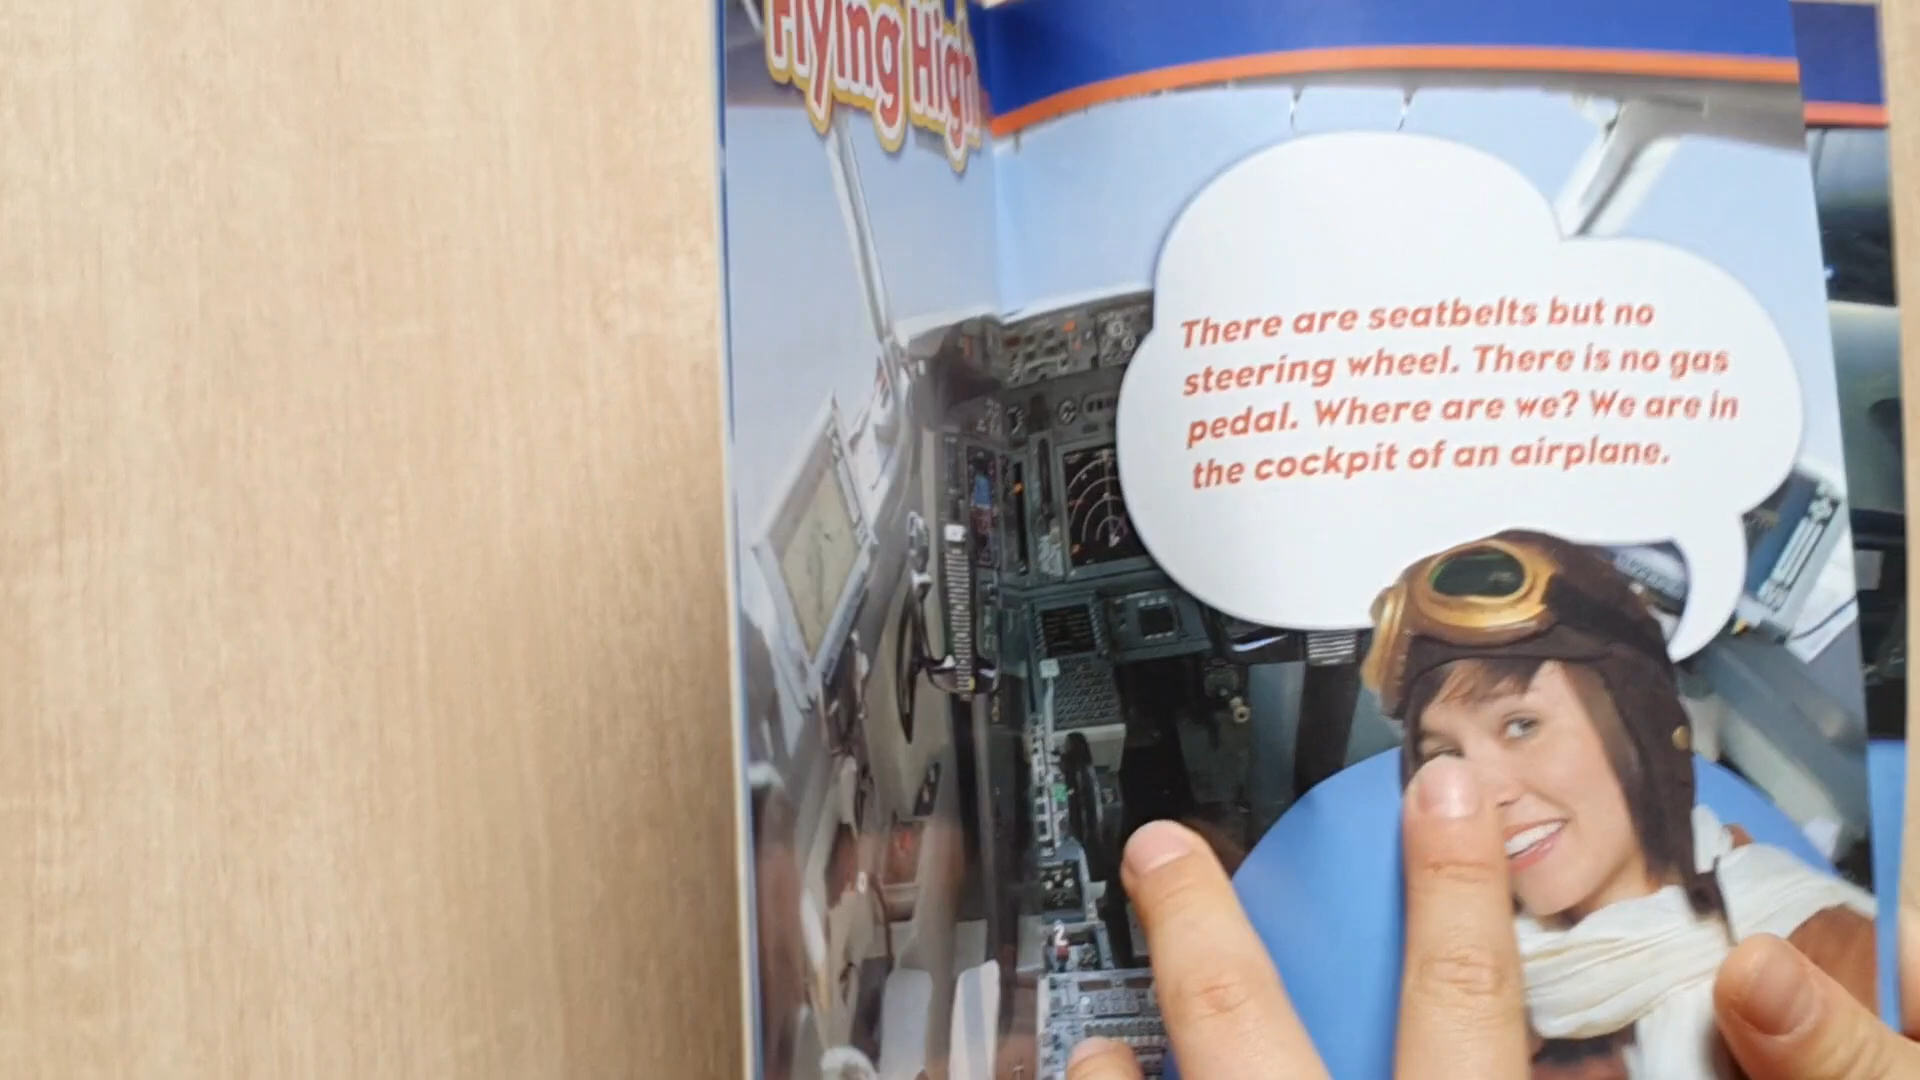 Flying High
There are seatbelts but no
steering wheel. There is no gas
pedal. Where are we? We are in
the cockpit of an airplane.
2